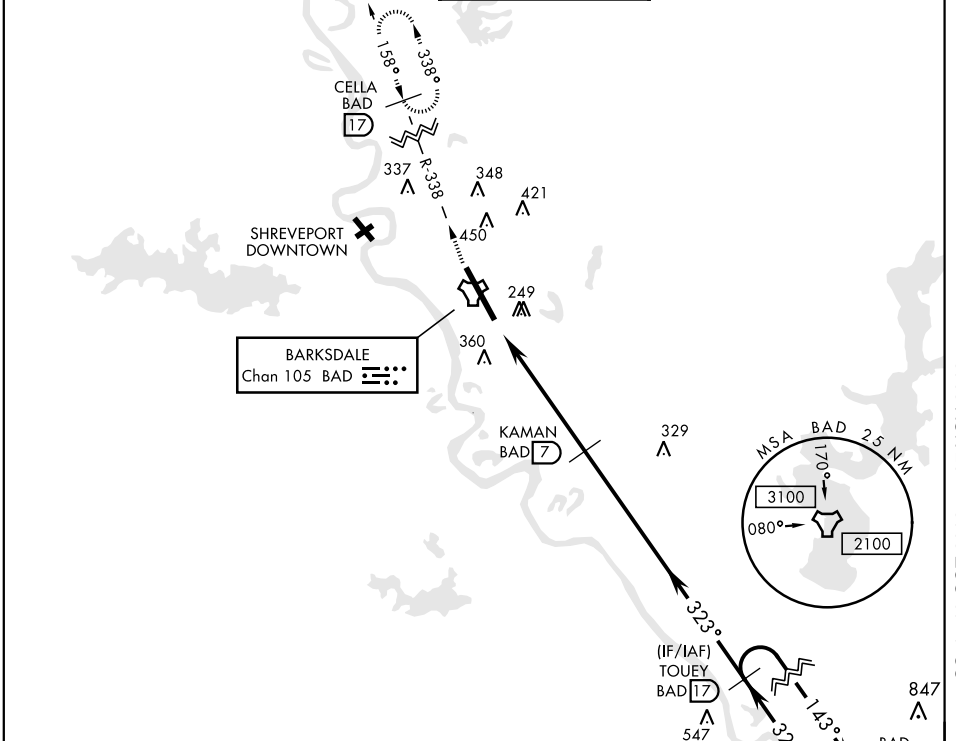 158°
338°
CELLA
BAD
17
R-338
337
348
421
450
SHREVEPORT
DOWNTOWN
249
360
BARKSDALE
Chan 105 BAD
KAMAN
BAD 7
329
MSA BAD 25 NM
170°
3100
080°
2100
323°
(IF/IAF)
TOUEY
BAD 17
143°
847
547
32
BAD